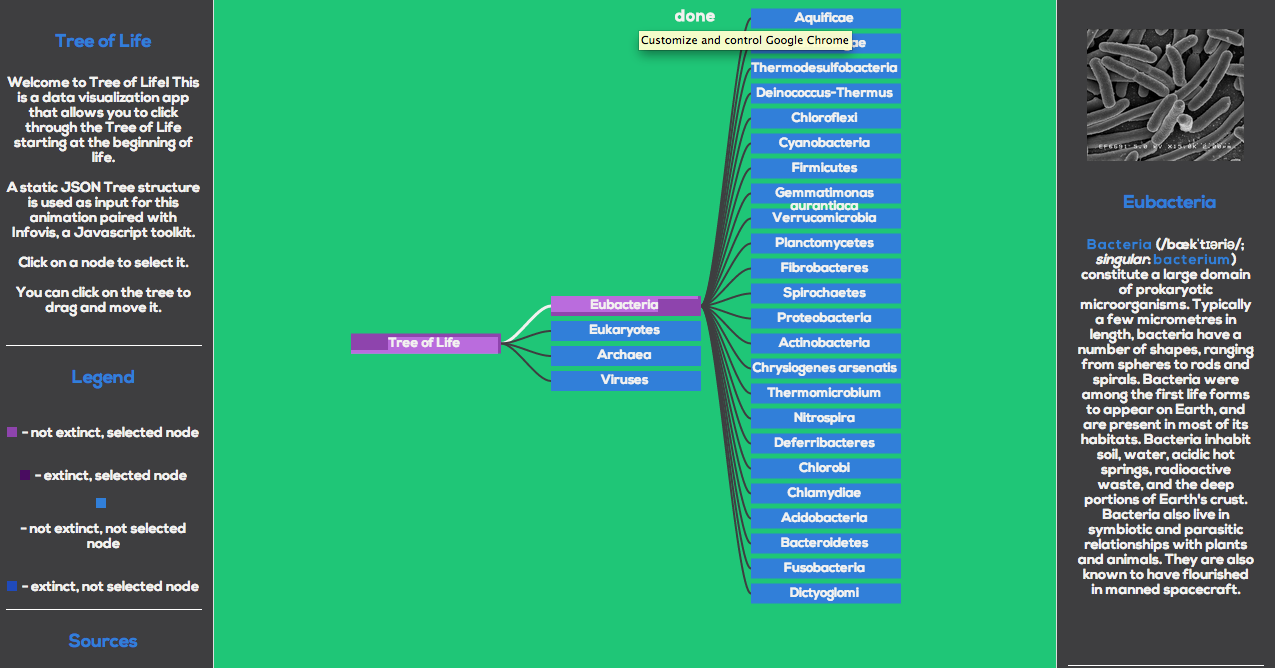 Tree of Life
Welcome to Tree of Life! This
is a data visualization app
that allows you to click
through the Tree of Life
starting at the beginning of
life.
A static JSON Tree structure
is used as input for this
animation paired with
Infovis, a Javascript toolkit.
Click on a node to select it.
You can click on the tree to
drag and move it.
Legend
- not extinct, selected node
- extinct, selected node
- not extinct, not selected
node
- extinct, not selected node
Sources
done
Customize and control Google Chrome
Tree of Life
Eubacteria
Eukaryotes
Archaea
Viruses
Aquificae
ae
Thermodesulfobacteria
Deinococcus-Thermus
Chloroflexi
Cyanobacteria
Firmicutes
Gemmatimonas
aurantiaca
Verrucomicrobia
Planctomycetes
Fibrobacteres
Spirochaetes
Proteobacteria
Actinobacteria
Chrysiogenes arsenatis
Thermomicrobium
Nitrospira
Deferribacteres
Chlorobi
Chlamydiae
Acidobacteria
Bacteroidetes
Fusobacteria
Dictyoglomi
Eubacteria
Bacteria (/bækˈtɪəriə/;
singular: bacterium)
constitute a large domain
of prokaryotic
microorganisms. Typically
a few micrometres in
length, bacteria have a
number of shapes, ranging
from spheres to rods and
spirals. Bacteria were
among the first life forms
to appear on Earth, and
are present in most of its
habitats. Bacteria inhabit
soil, water, acidic hot
springs, radioactive
waste, and the deep
portions of Earth's crust.
Bacteria also live in
symbiotic and parasitic
relationships with plants
and animals. They are also
known to have flourished
in manned spacecraft.